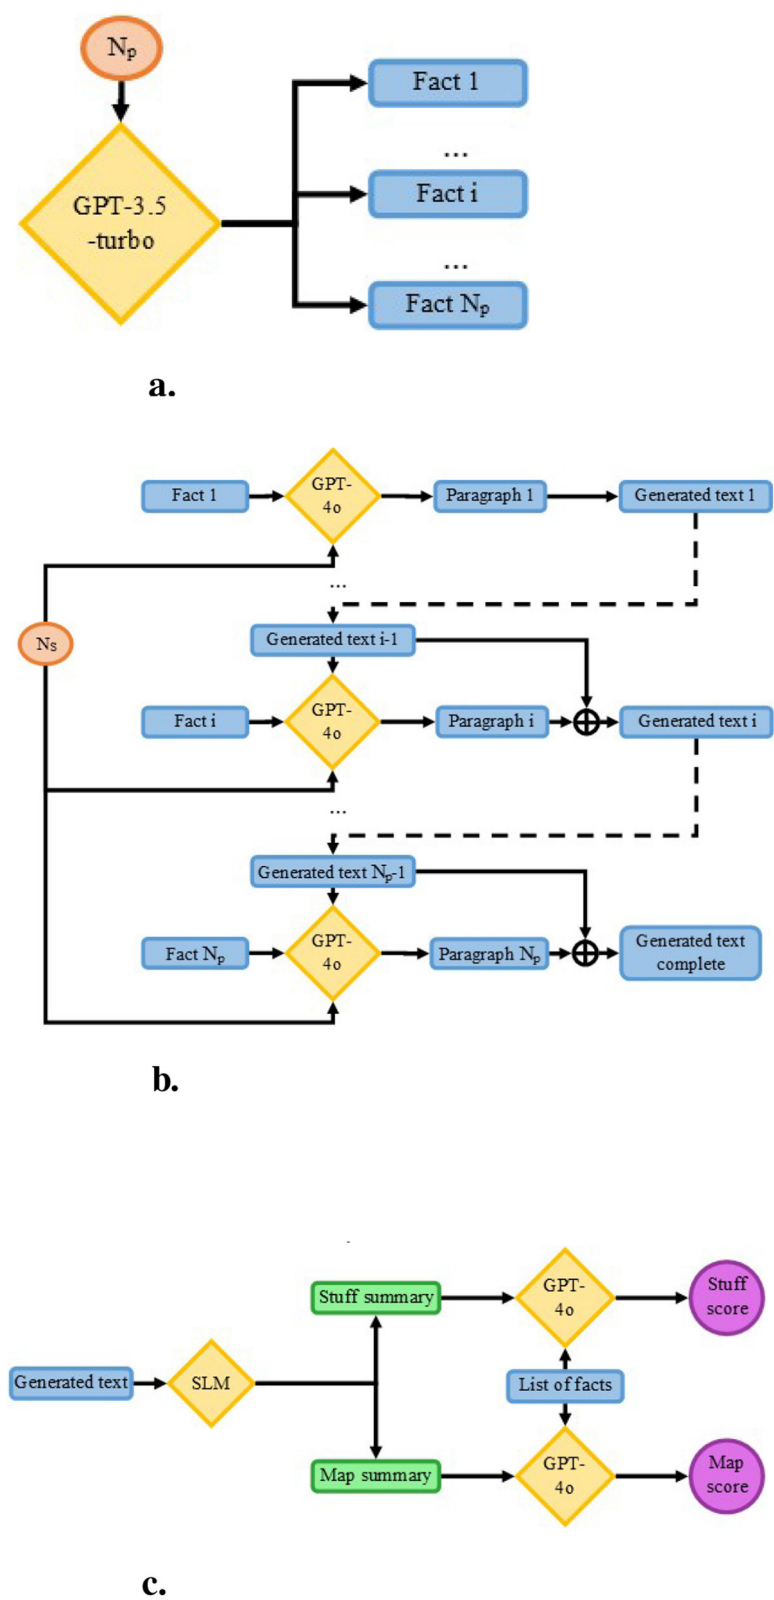 Np
Fact 1
...
GPT-3.5
-turbo
Fact i
...
Fact Np
a.
Fact 1
GPT-
4o
Paragraph 1
Generated text 1
...
Ns
Generated text i-1
Fact i
GPT-
4o
Paragraph i
Generated text i
...
Generated text Np-1
Fact Np
GPT-
4o
Paragraph Np
Generated text
complete
b.
Stuff summary
GPT-
4o
Stuff
score
Generated text
SLM
List of facts
Map summary
GPT-
4o
Map
score
c.